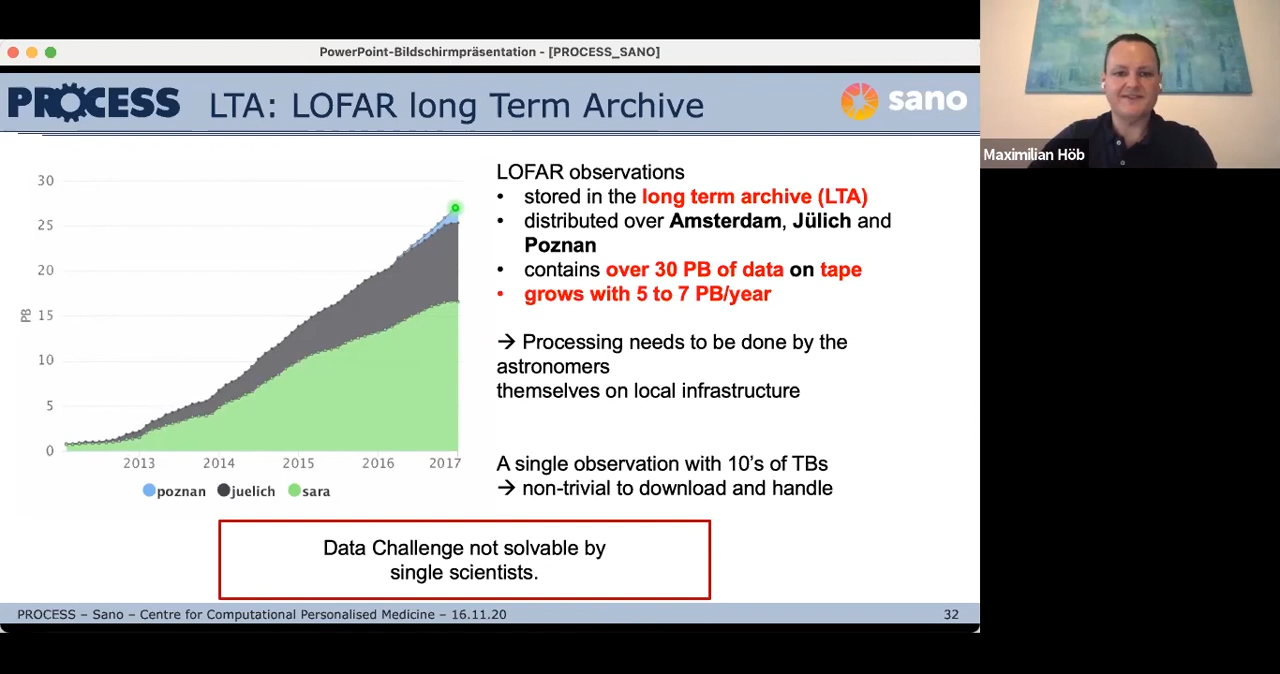 PowerPoint-Bildschirmpräsentation - [PROCESS_SANO]
PROCESS
LTA: LOFAR long Term Archive
sano
Maximilian Höb
30
25
20
15
10
5
0
PB
2013 2014 2015 2016 2017
poznan juelich sara
LOFAR observations
• stored in the long term archive (LTA)
• distributed over Amsterdam, Jülich and
Poznan
• contains over 30 PB of data on tape
• grows with 5 to 7 PB/year
→ Processing needs to be done by the
astronomers
themselves on local infrastructure
A single observation with 10's of TBs
→ non-trivial to download and handle
Data Challenge not solvable by
single scientists.
PROCESS – Sano – Centre for Computational Personalised Medicine – 16.11.20
32